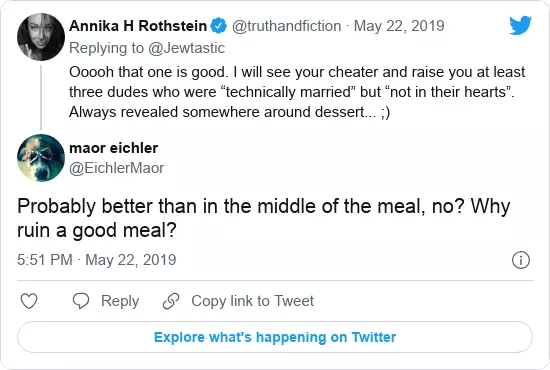 Annika H Rothstein @truthandfiction · May 22, 2019
Replying to @Jewtastic
Ooooh that one is good. I will see your cheater and raise you at least
three dudes who were “technically married” but “not in their hearts”.
Always revealed somewhere around dessert... ;)
maor eichler
@EichlerMaor
Probably better than in the middle of the meal, no? Why
ruin a good meal?
5:51 PM · May 22, 2019
Reply
Copy link to Tweet
Explore what's happening on Twitter